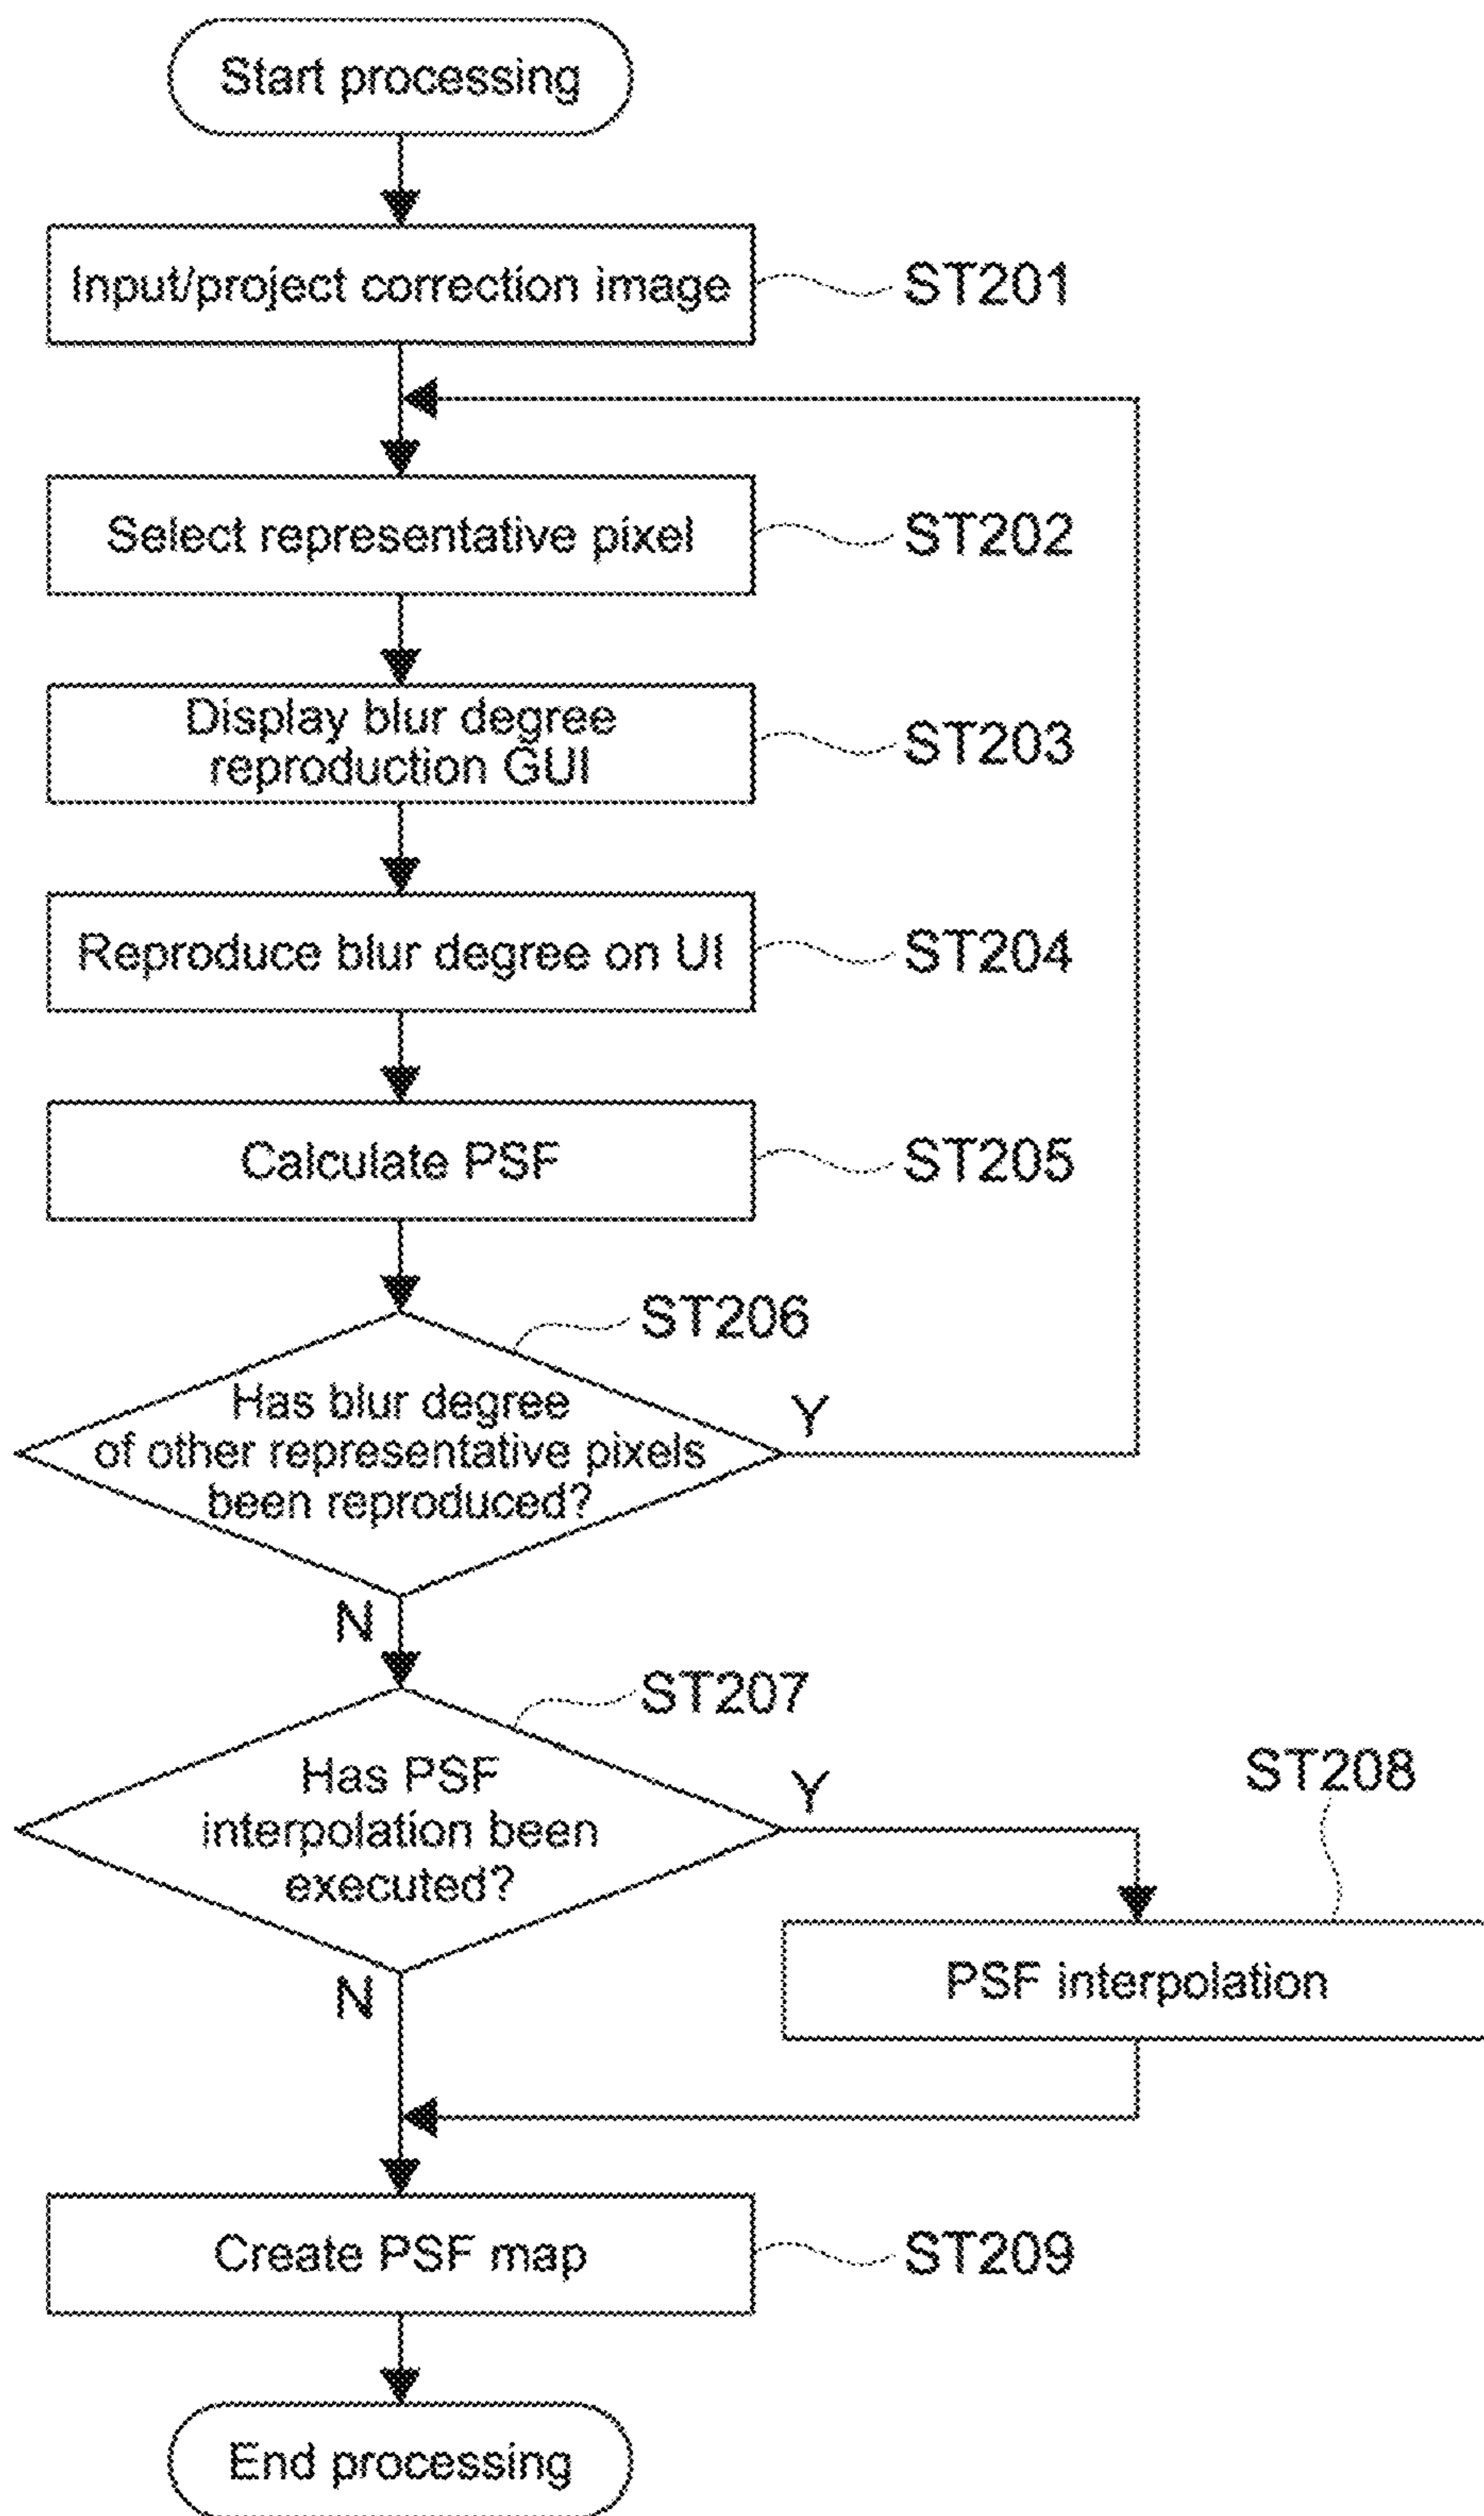 Start processing
Input/project correction image
ST201
Select representative pixel
ST202
Display blur degree
reproduction GUI
ST203
Reproduce blur degree on UI
ST204
Calculate PSF
ST205
ST206
Has blur degree
of other representative pixels
been reproduced?
Y
N
ST207
Has PSF
interpolation been
executed?
Y
N
ST208
PSF interpolation
Create PSF map
ST209
End processing